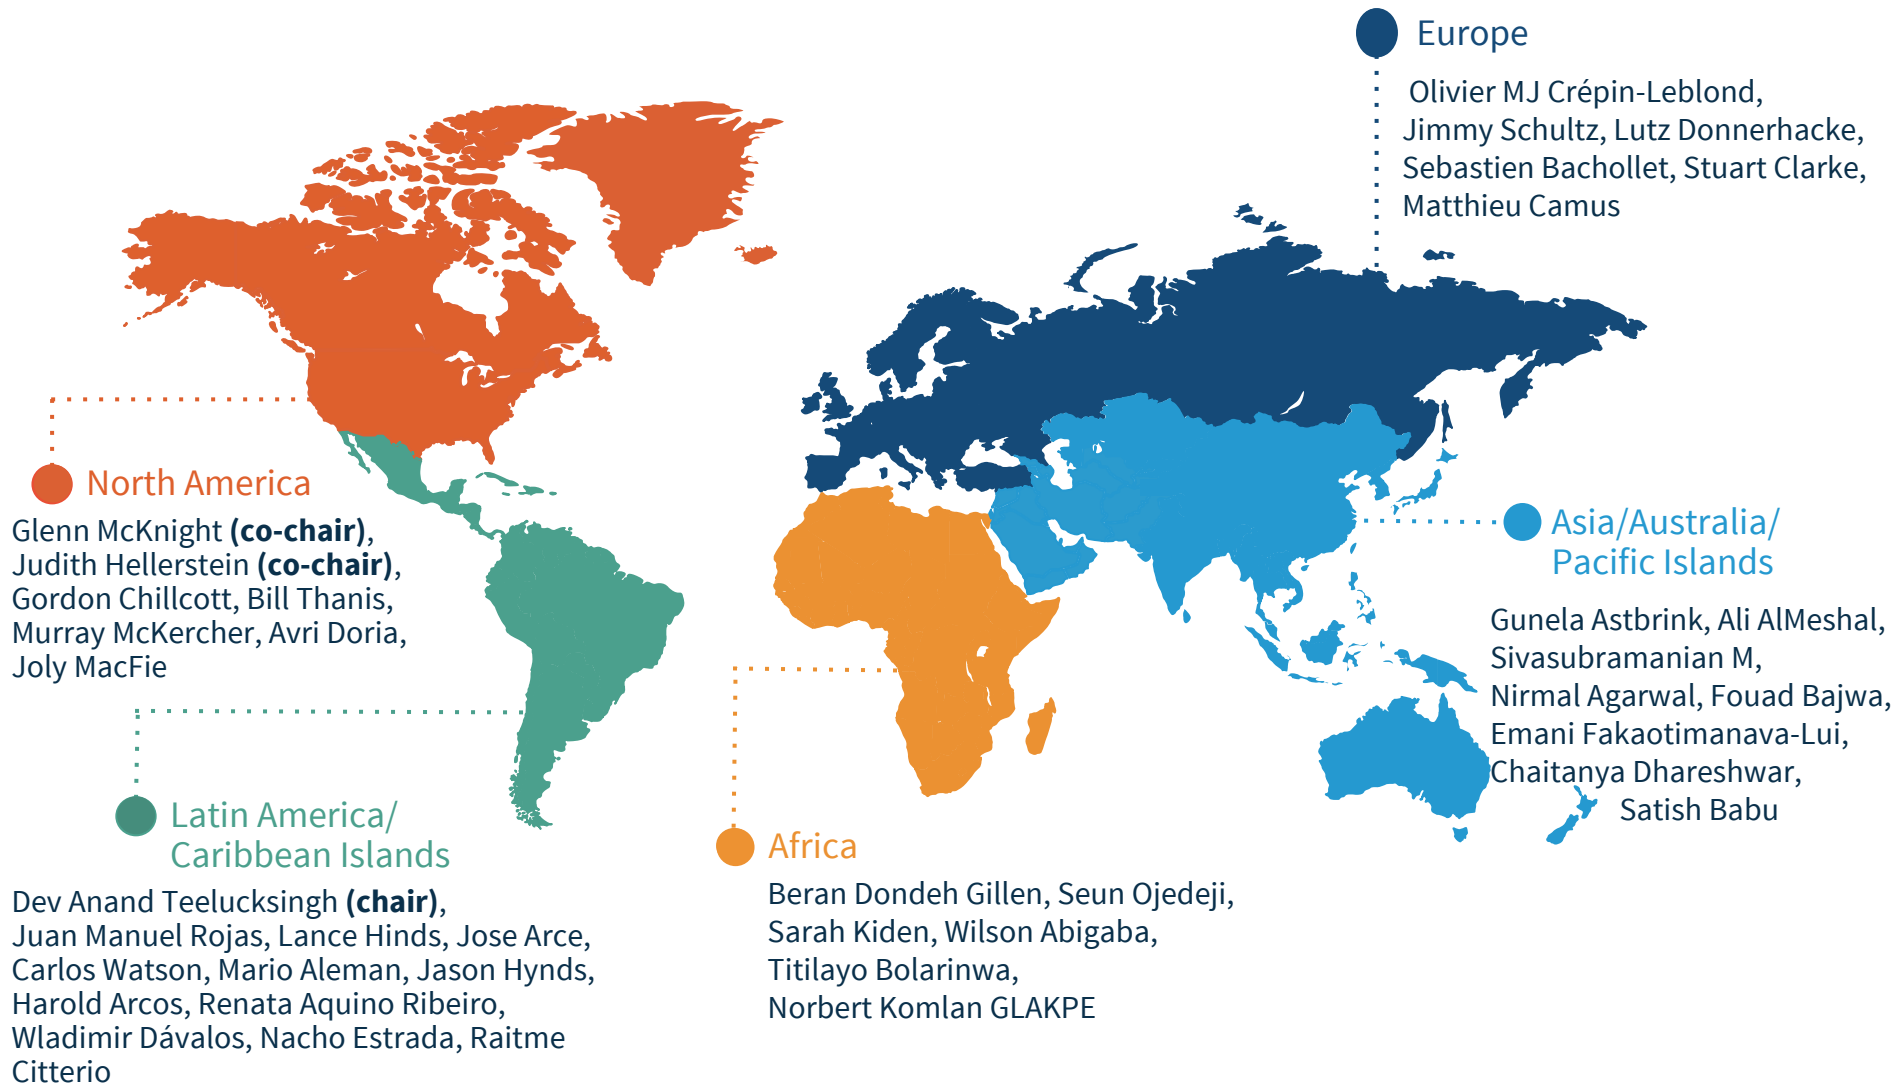 Europe
Olivier MJ Crépin-Leblond,
Jimmy Schultz, Lutz Donnerhacke,
Sebastien Bachollet, Stuart Clarke,
Matthieu Camus
North America
Glenn McKnight (co-chair),
Judith Hellerstein (co-chair),
Gordon Chillcott, Bill Thanis,
Murray McKercher, Avri Doria,
Joly MacFie
Asia/Australia/
Pacific Islands
Gunela Astbrink, Ali AlMeshal,
Sivasubramanian M,
Nirmal Agarwal, Fouad Bajwa,
Emani Fakaotimanava-Lui,
Chaitanya Dhareshwar,
Satish Babu
Latin America/
Caribbean Islands
Dev Anand Teelucksingh (chair),
Juan Manuel Rojas, Lance Hinds, Jose Arce,
Carlos Watson, Mario Aleman, Jason Hynds,
Harold Arcos, Renata Aquino Ribeiro,
Wladimir Dávalos, Nacho Estrada, Raitme
Citterio
Africa
Beran Dondeh Gillen, Seun Ojedeji,
Sarah Kiden, Wilson Abigaba,
Titilayo Bolarinwa,
Norbert Komlan GLAKPE